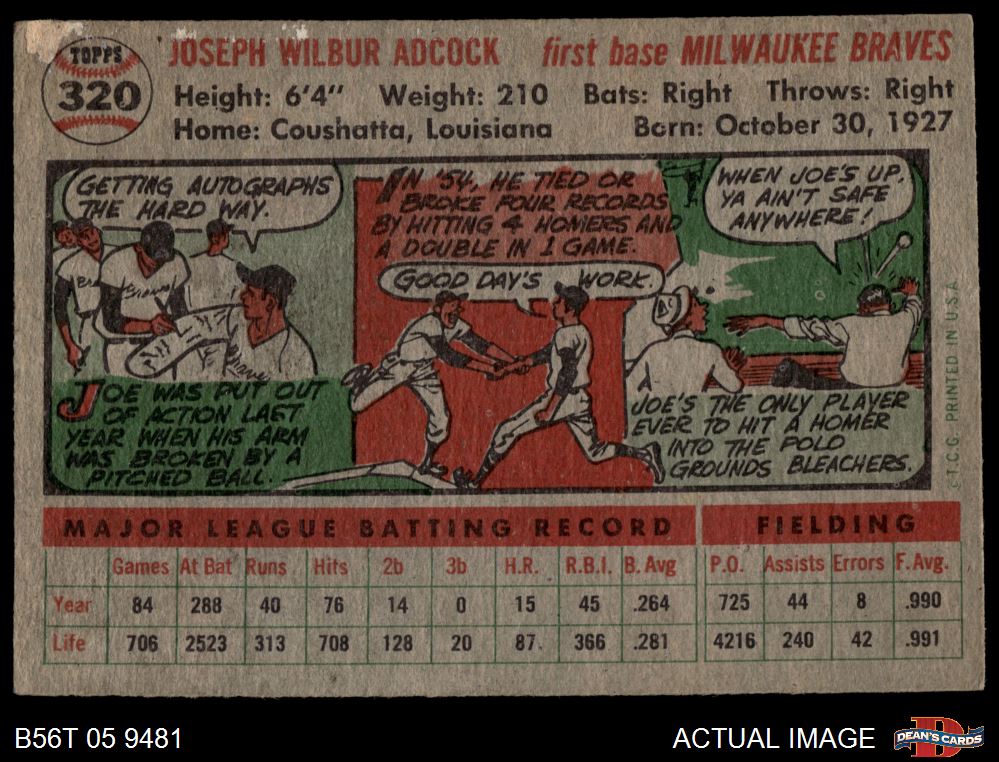 TOPPS
320
JOSEPH WILBUR ADCOCK first base MILWAUKEE BRAVES
Height: 6'4" Weight: 210 Bats: Right Throws: Right
Home: Coushatta, Louisiana Born: October 30, 1927
GETTING AUTOGRAPHS
THE HARD WAY.
Braves
JOE WAS PUT OUT
OF ACTION LAST
YEAR WHEN HIS ARM
WAS BROKEN BY A
PITCHED BALL.
IN '54, HE TIED OR
BROKE FOUR RECORDS
BY HITTING 4 HOMERS AND
A DOUBLE IN 1 GAME.
GOOD DAY'S WORK.
WHEN JOE'S UP,
YA AIN'T SAFE
ANYWHERE!
JOE'S THE ONLY PLAYER
EVER TO HIT A HOMER
INTO THE POLO
GROUNDS BLEACHERS.
© T.C.G. PRINTED IN U.S.A.
MAJOR LEAGUE BATTING RECORD FIELDING
Games At Bat Runs Hits 2b 3b H.R. R.B.I. B. Avg P.O. Assists Errors F. Avg.
Year 84 288 40 76 14 0 15 45 .264 725 44 8 .990
Life 706 2523 313 708 128 20 87 366 .281 4216 240 42 .991
B56T 05 9481 ACTUAL IMAGE DEAN'S CARDS